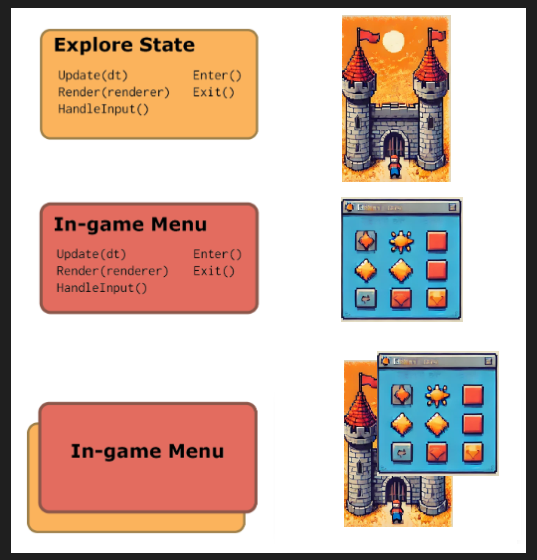 Explore State
Update(dt) Enter()
Render(renderer) Exit()
HandleInput()
In-game Menu
Update(dt) Enter()
Render(renderer) Exit()
HandleInput()
In-game Menu